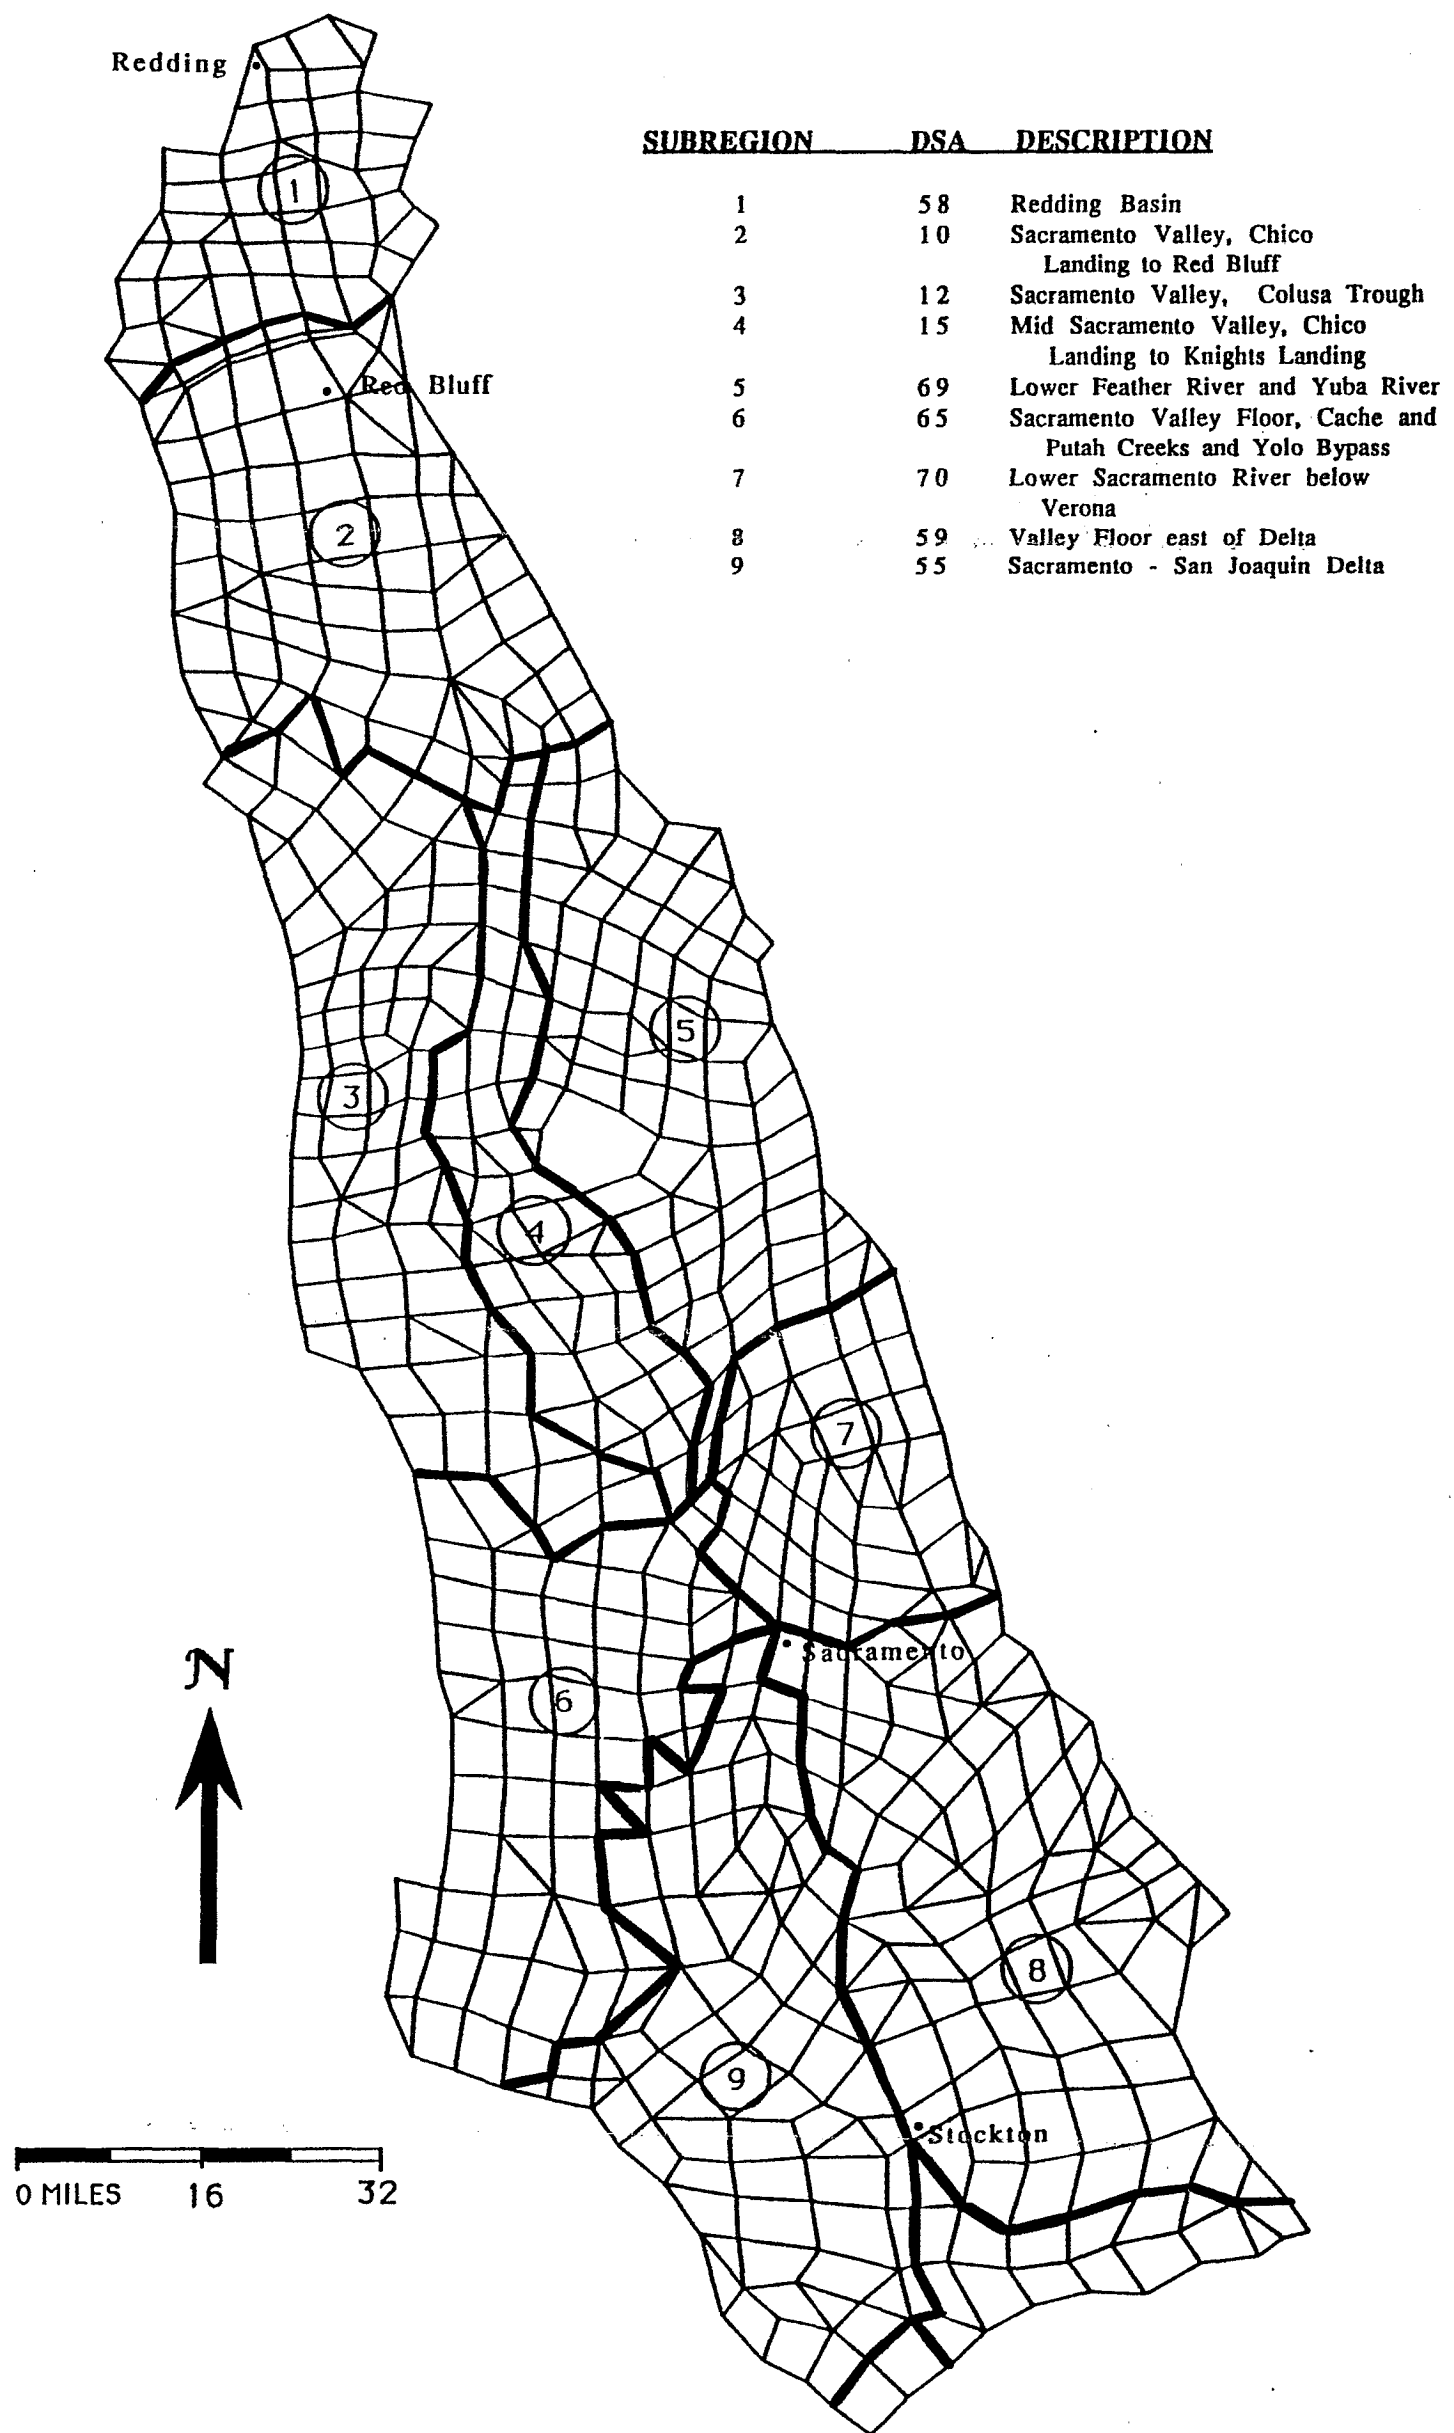 Redding
SUBREGION DSA DESCRIPTION
1 58 Redding Basin
2 10 Sacramento Valley, Chico
Landing to Red Bluff
3 12 Sacramento Valley, Colusa Trough
4 15 Mid Sacramento Valley, Chico
Landing to Knights Landing
5 69 Lower Feather River and Yuba River
6 65 Sacramento Valley Floor, Cache and
Putah Creeks and Yolo Bypass
7 70 Lower Sacramento River below
Verona
8 59 Valley Floor east of Delta
9 55 Sacramento - San Joaquin Delta
1
Red Bluff
2
5
3
4
7
Sacramento
N
6
8
9
Stockton
0 MILES 16 32